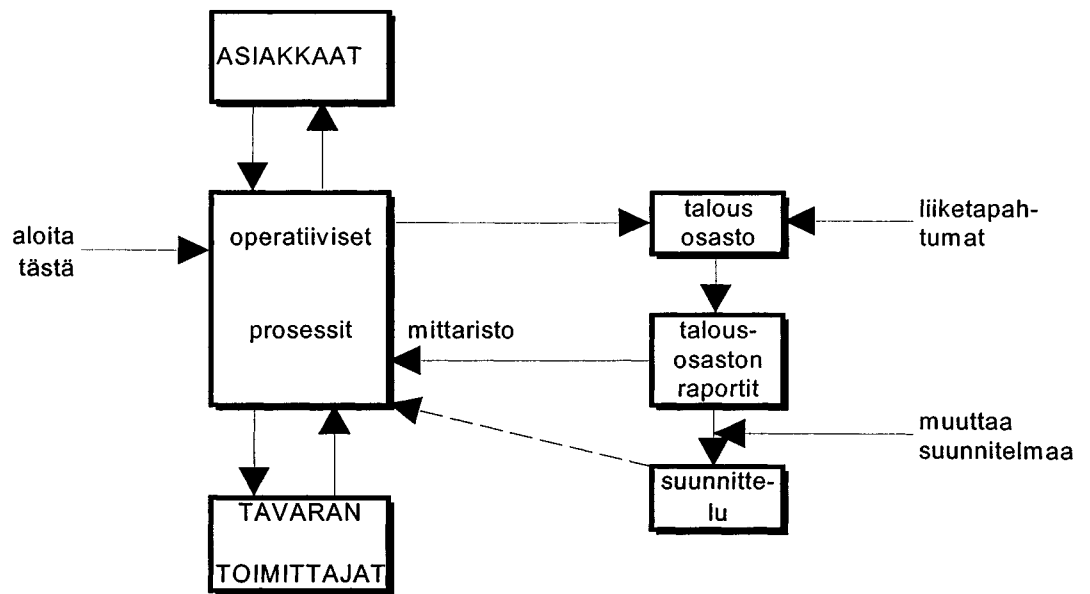 ASIAKKAAT
aloita
tästä
operatiiviset
prosessit
mittaristo
talous
osasto
liiketapah-
tumat
talous-
osaston
raportit
muuttaa
suunnitelmaa
suunnitte-
lu
TAVARAN
TOIMITTAJAT